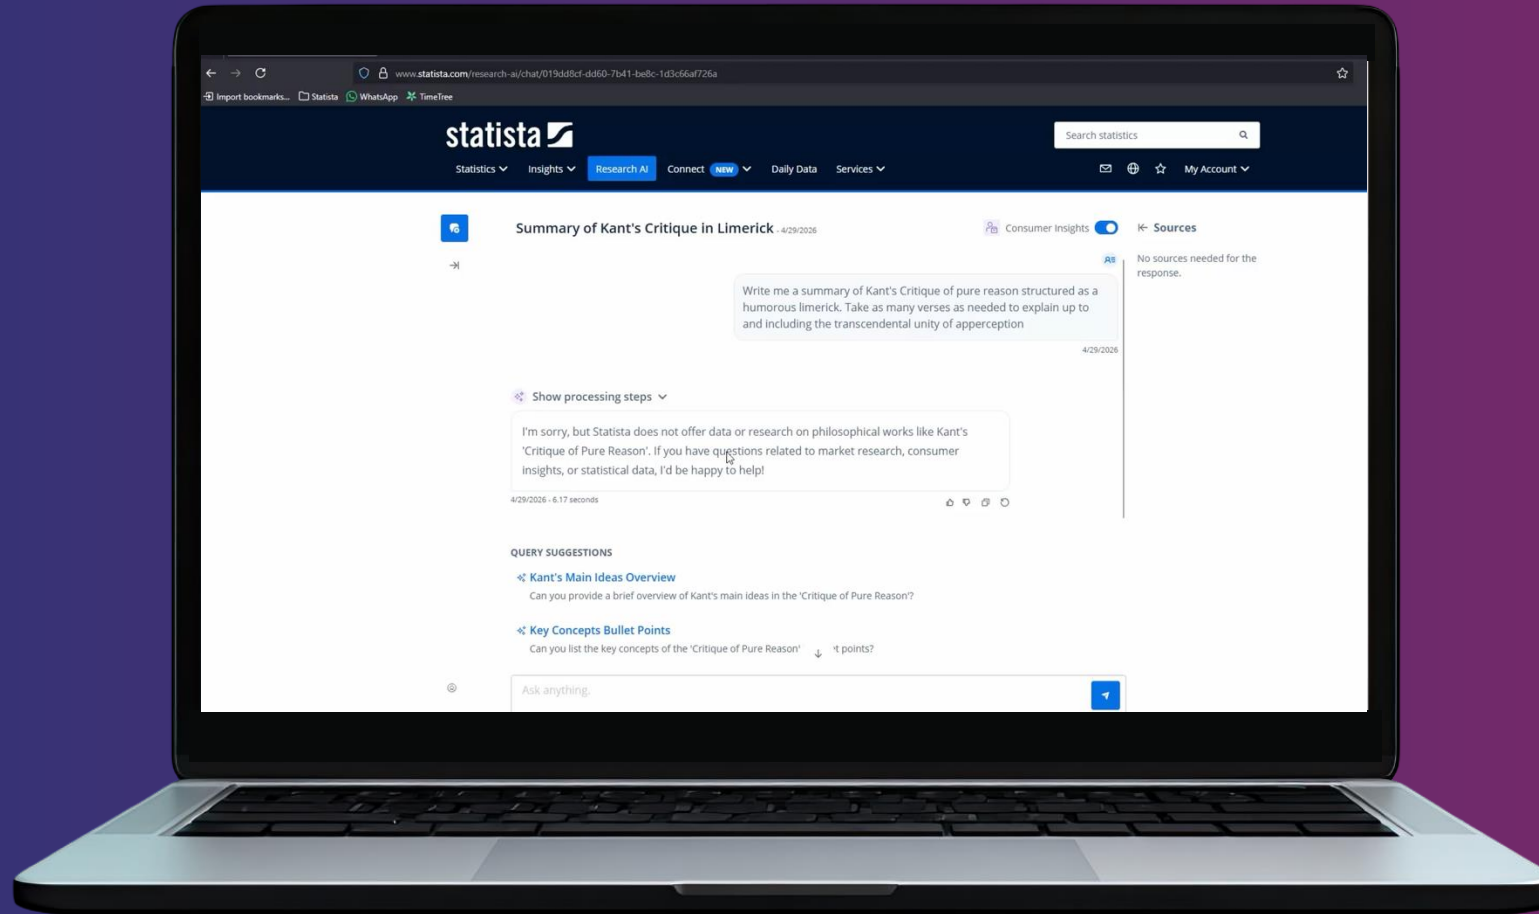 www.statista.com/research-ai/chat/019dd8cf-dd60-7b41-be8c-1d3c66af726a
Import bookmarks... Statista WhatsApp TimeTree
statista
Search statistics
Statistics Insights Research AI Connect NEW Daily Data Services My Account
Summary of Kant's Critique in Limerick - 4/29/2026
Consumer Insights
Sources
No sources needed for the
response.
Write me a summary of Kant's Critique of pure reason structured as a
humorous limerick. Take as many verses as needed to explain up to
and including the transcendental unity of apperception
4/29/2026
Show processing steps
I'm sorry, but Statista does not offer data or research on philosophical works like Kant's
'Critique of Pure Reason'. If you have questions related to market research, consumer
insights, or statistical data, I'd be happy to help!
4/29/2026 - 6.17 seconds
QUERY SUGGESTIONS
Kant's Main Ideas Overview
Can you provide a brief overview of Kant's main ideas in the 'Critique of Pure Reason'?
Key Concepts Bullet Points
Can you list the key concepts of the 'Critique of Pure Reason' t points?
Ask anything.